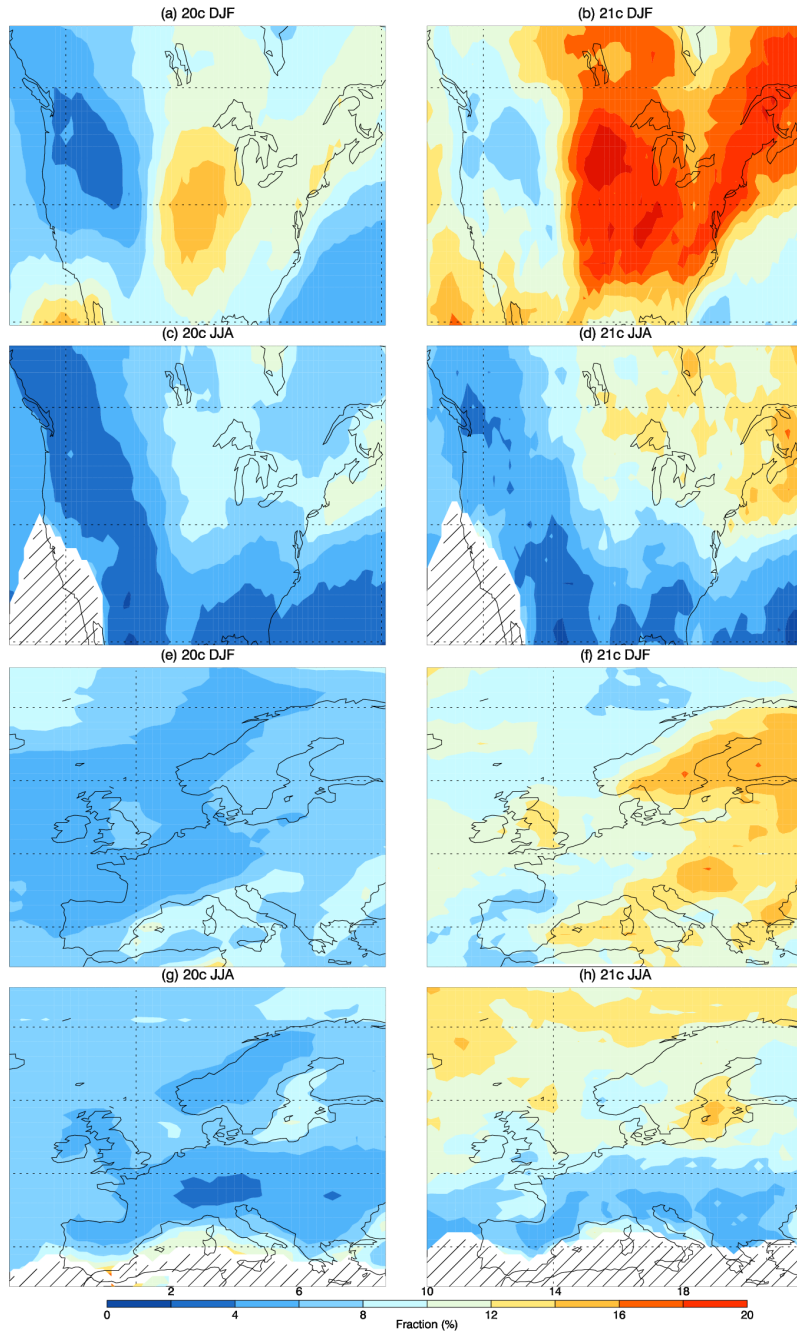 (a) 20c DJF
(b) 21c DJF
(c) 20c JJA
(d) 21c JJA
(e) 20c DJF
(f) 21c DJF
(g) 20c JJA
(h) 21c JJA
0 2 4 6 8 10 12 14 16 18 20
Fraction (%)